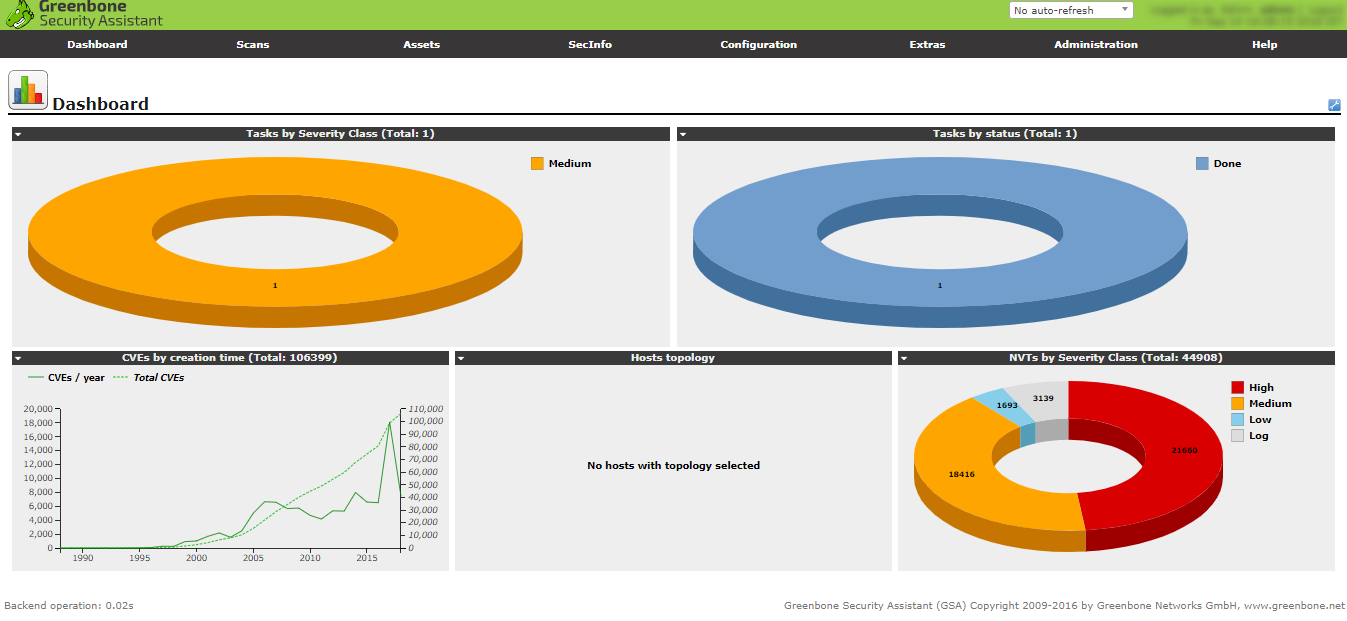 Greenbone
Security Assistant
No auto-refresh
Dashboard Scans Assets SecInfo Configuration Extras Administration Help
Dashboard
Tasks by Severity Class (Total: 1)
Medium
1
Tasks by status (Total: 1)
Done
1
CVEs by creation time (Total: 106399)
CVEs / year Total CVEs
20,000
18,000
16,000
14,000
12,000
10,000
8,000
6,000
4,000
2,000
0
110,000
100,000
90,000
80,000
70,000
60,000
50,000
40,000
30,000
20,000
10,000
0
1990 1995 2000 2005 2010 2015
Hosts topology
No hosts with topology selected
NVTs by Severity Class (Total: 44908)
High
Medium
Low
Log
3139
1693
21660
18416
Backend operation: 0.02s
Greenbone Security Assistant (GSA) Copyright 2009-2016 by Greenbone Networks GmbH, www.greenbone.net